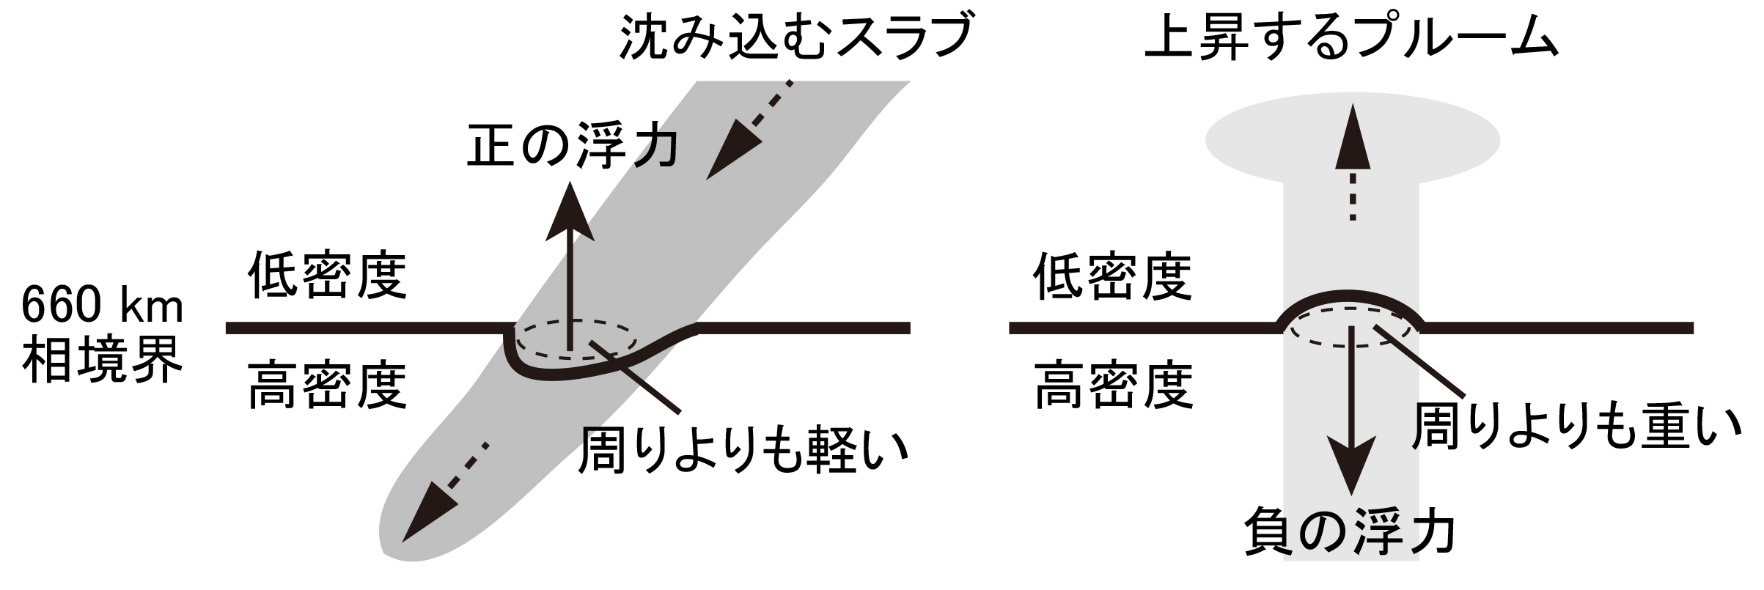 沈み込むスラブ
正の浮力
低密度
660 km
相境界
高密度
周りよりも軽い
上昇するプルーム
低密度
高密度
周りよりも重い
負の浮力